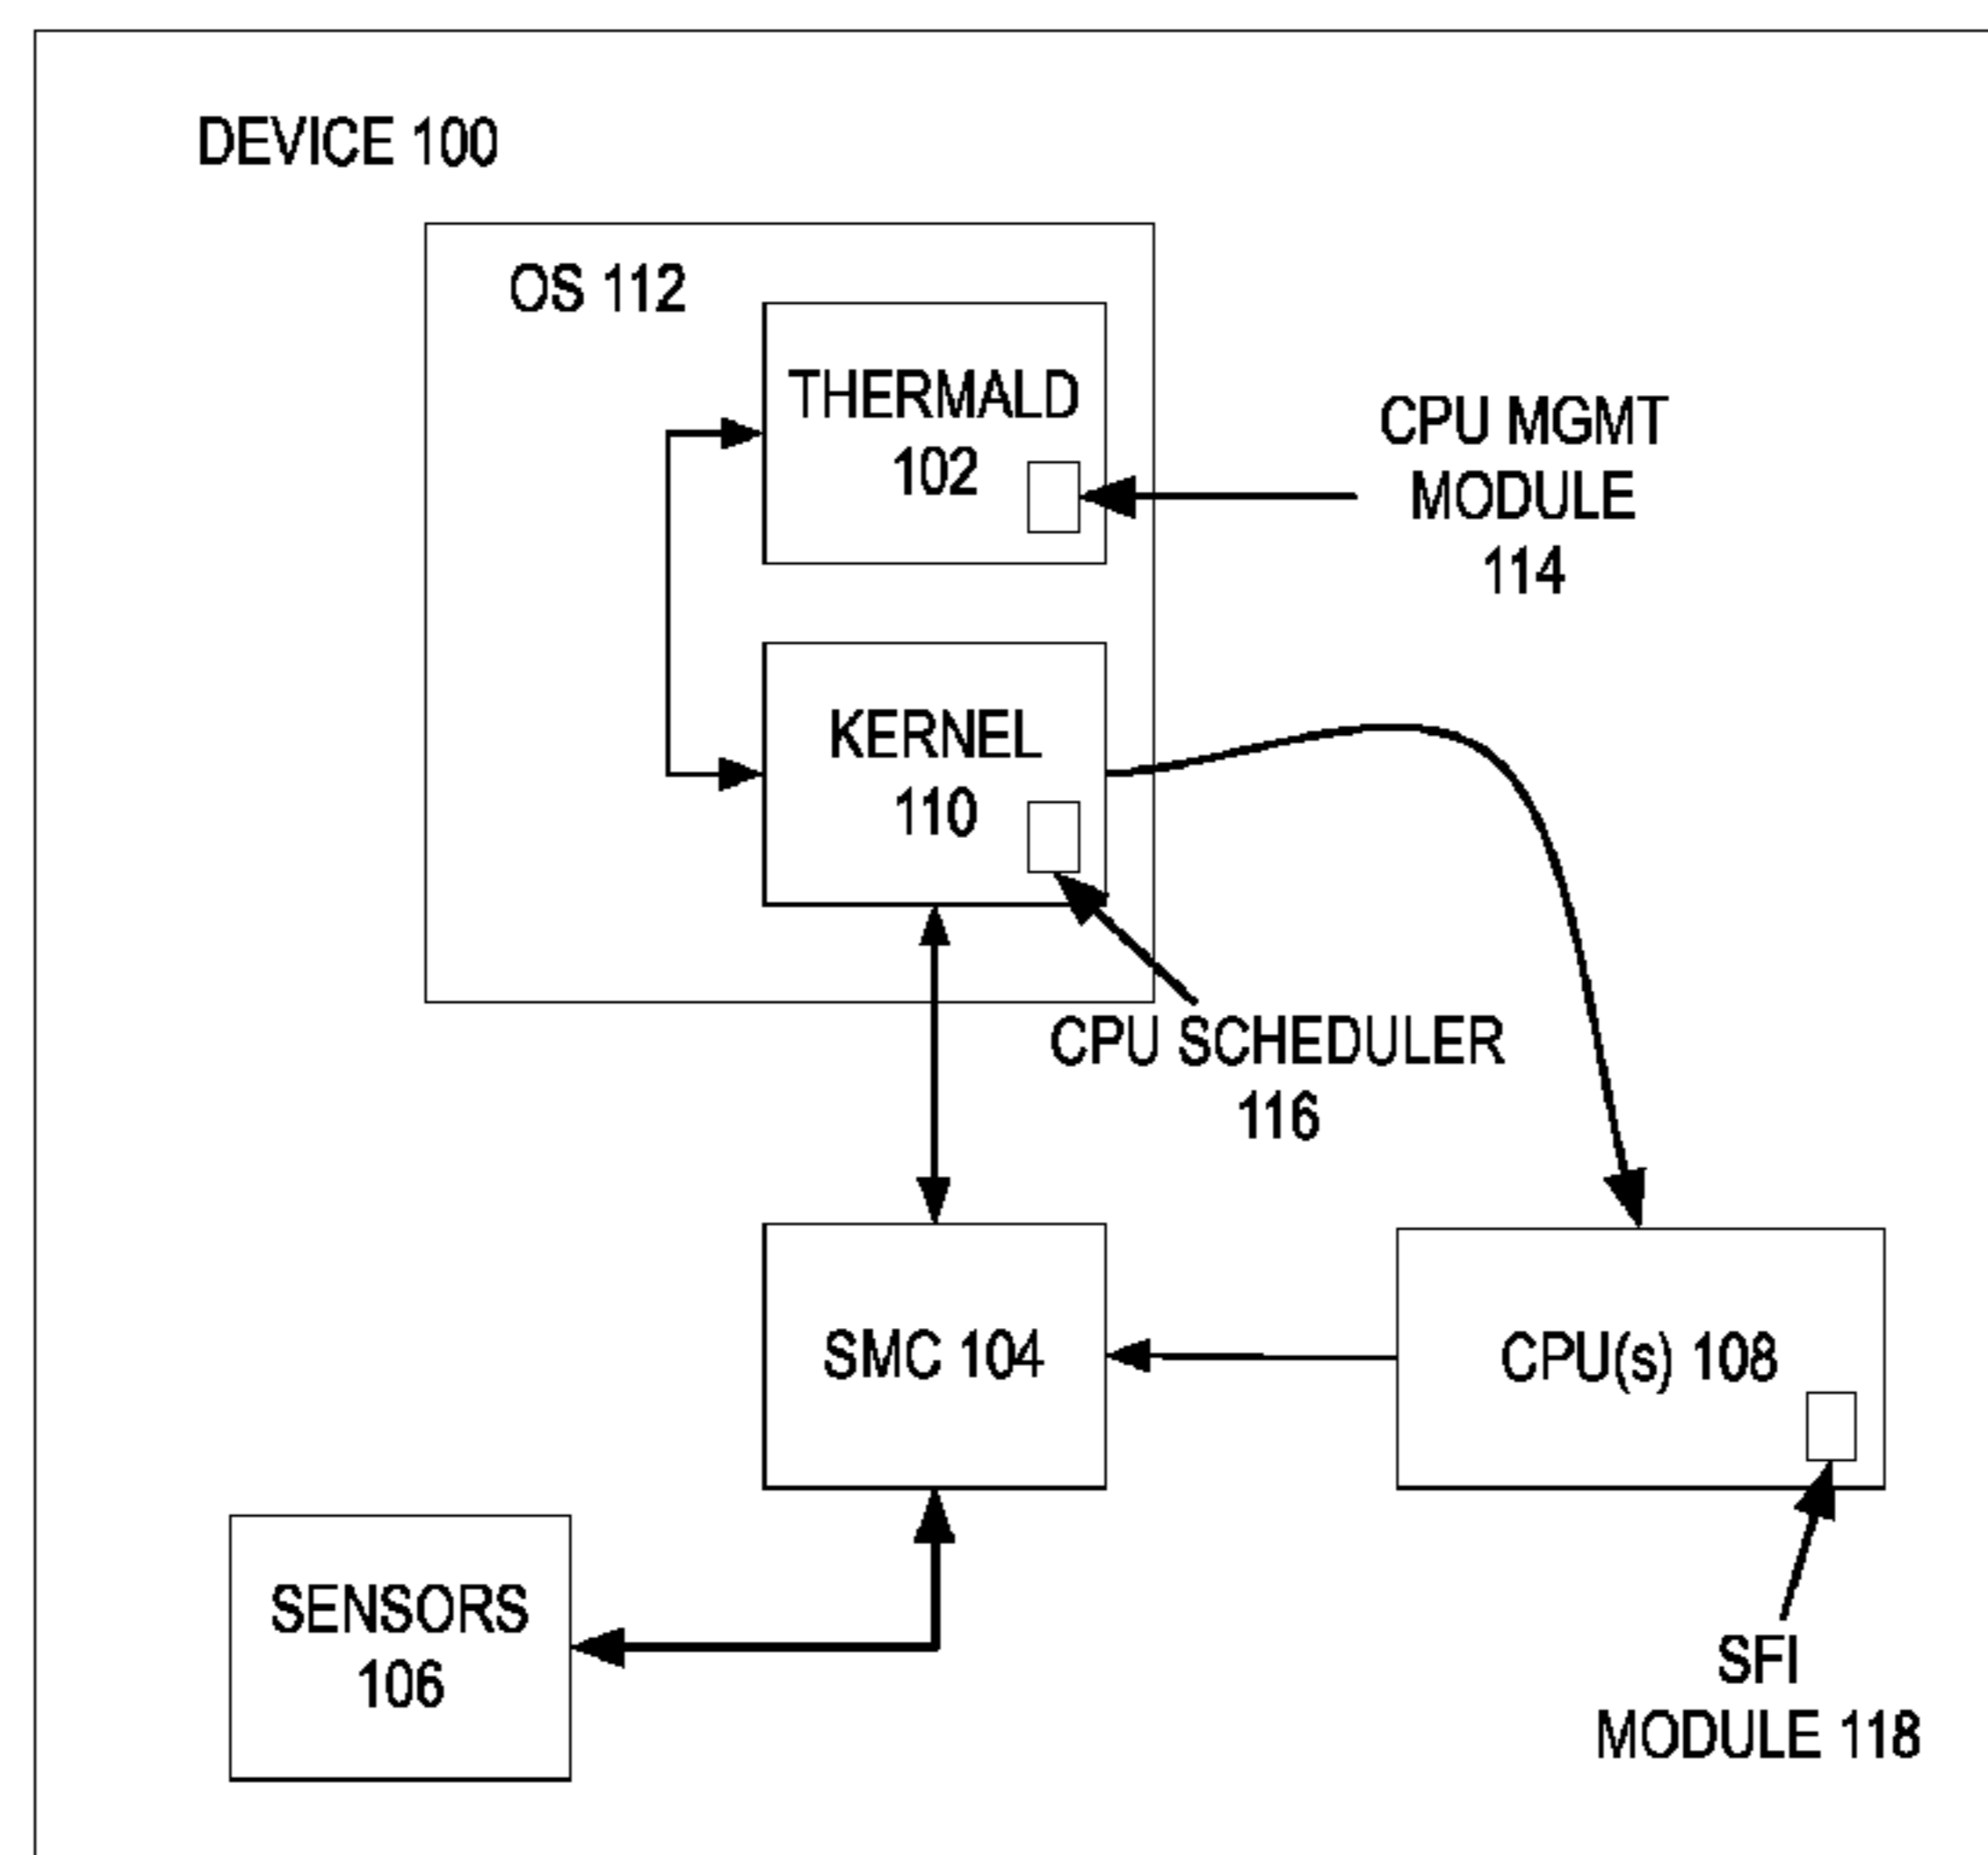 DEVICE 100
OS 112
THERMALD
102
CPU MGMT
MODULE
114
KERNEL
110
CPU SCHEDULER
116
SMC 104
CPU(s) 108
SENSORS
106
SFI
MODULE 118